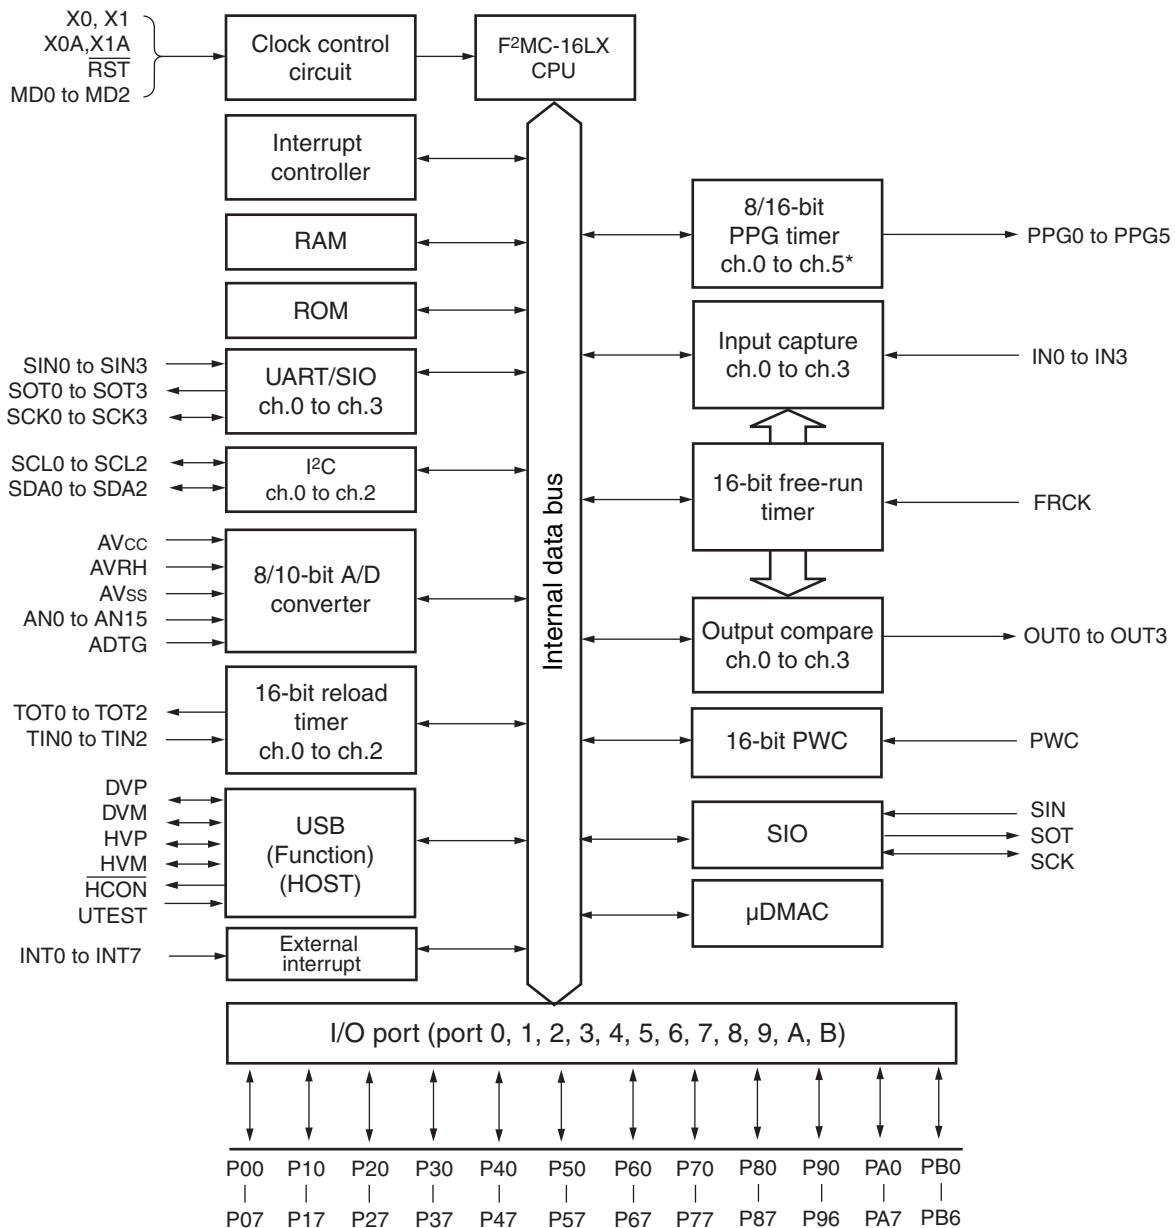 X0, X1
X0A,X1A
RST
MD0 to MD2
Clock control
circuit
F²MC-16LX
CPU
Interrupt
controller
RAM
ROM
SIN0 to SIN3
SOT0 to SOT3
SCK0 to SCK3
UART/SIO
ch.0 to ch.3
SCL0 to SCL2
SDA0 to SDA2
I²C
ch.0 to ch.2
AVCC
AVRH
AVSS
AN0 to AN15
ADTG
8/10-bit A/D
converter
TOT0 to TOT2
TIN0 to TIN2
16-bit reload
timer
ch.0 to ch.2
DVP
DVM
HVP
HVM
HCON
UTEST
USB
(Function)
(HOST)
INT0 to INT7
External
interrupt
Internal data bus
8/16-bit
PPG timer
ch.0 to ch.5*
PPG0 to PPG5
Input capture
ch.0 to ch.3
IN0 to IN3
16-bit free-run
timer
FRCK
Output compare
ch.0 to ch.3
OUT0 to OUT3
16-bit PWC
PWC
SIO
SIN
SOT
SCK
µDMAC
I/O port (port 0, 1, 2, 3, 4, 5, 6, 7, 8, 9, A, B)
P00 P10 P20 P30 P40 P50 P60 P70 P80 P90 PA0 PB0
P07 P17 P27 P37 P47 P57 P67 P77 P87 P96 PA7 PB6